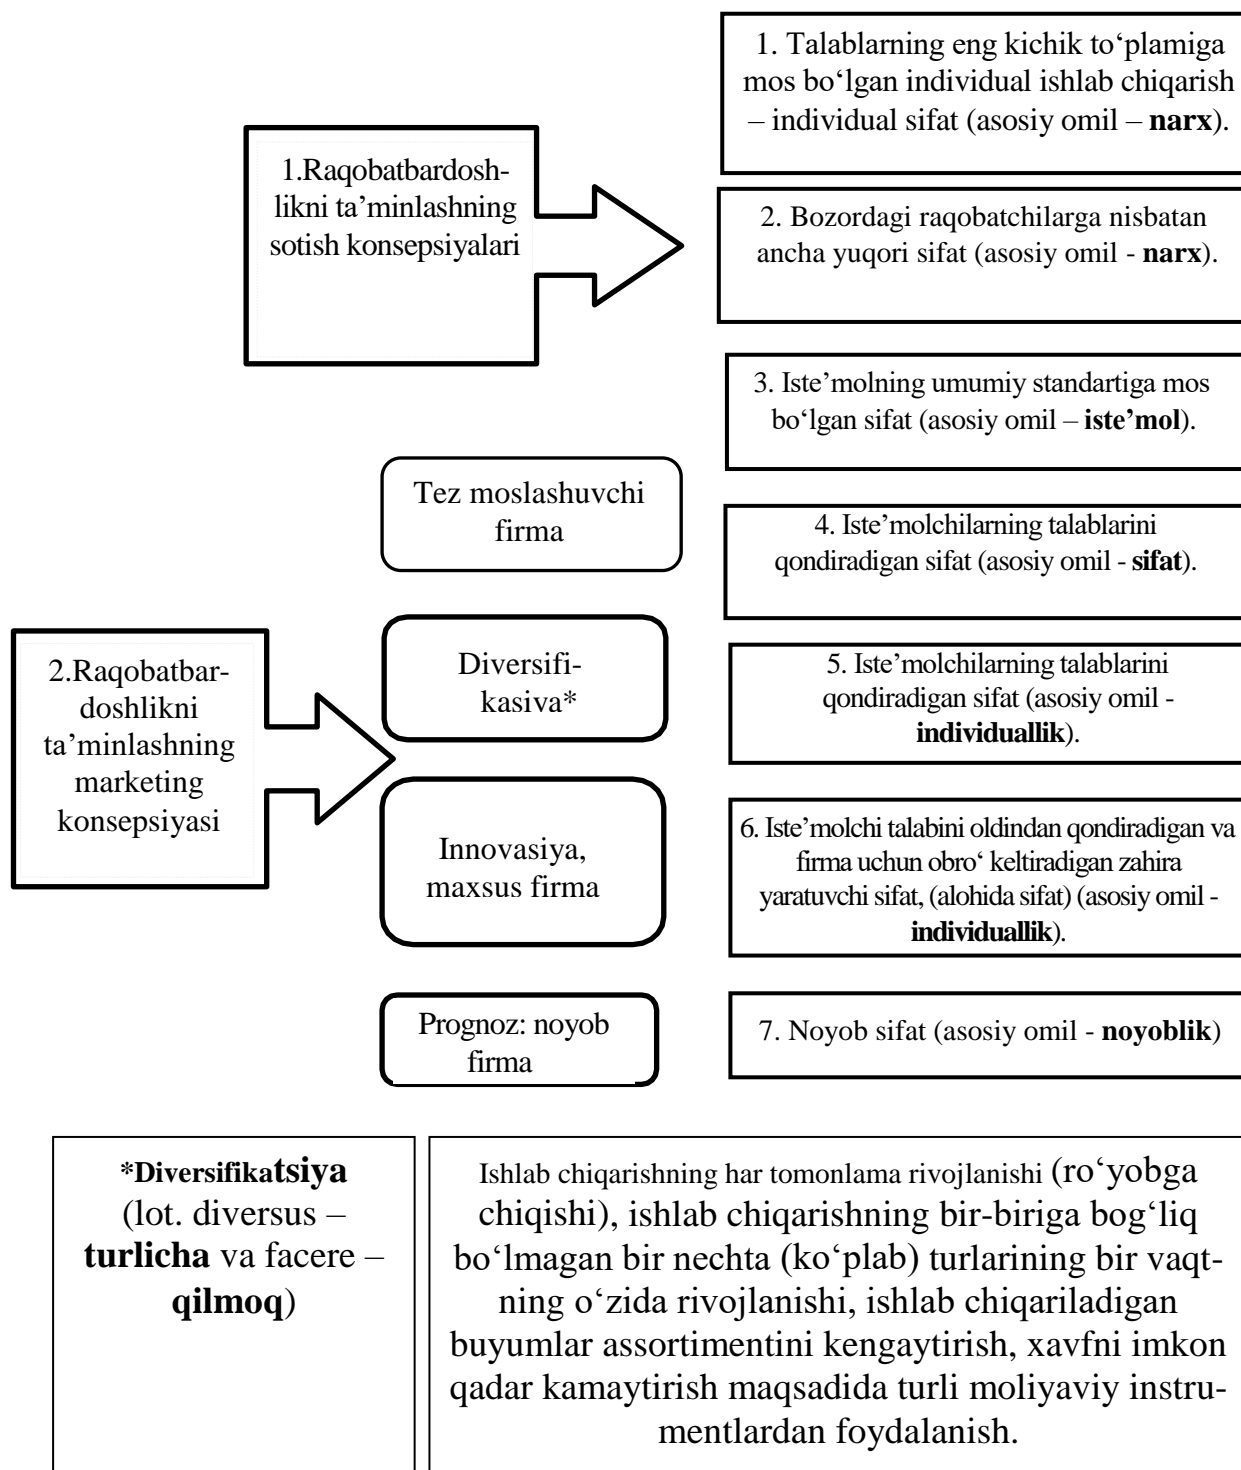 1. Talablarning eng kichik to‘plamiga
mos bo‘lgan individual ishlab chiqarish
– individual sifat (asosiy omil – narx).
1.Raqobatbardosh-
likni ta’minlashning
sotish konsepsiyalari
2. Bozordagi raqobatchilarga nisbatan
ancha yuqori sifat (asosiy omil - narx).
3. Iste’molning umumiy standartiga mos
bo‘lgan sifat (asosiy omil – iste’mol).
Tez moslashuvchi
firma
4. Iste’molchilarning talablarini
qondiradigan sifat (asosiy omil - sifat).
2.Raqobatbar-
doshlikni
ta’minlashning
marketing
konsepsiyasi
Diversifi-
kasiva*
5. Iste’molchilarning talablarini
qondiradigan sifat (asosiy omil -
individuallik).
Innovasiya,
maxsus firma
6. Iste’molchi talabini oldindan qondiradigan va
firma uchun obro‘ keltiradigan zahira
yaratuvchi sifat, (alohida sifat) (asosiy omil -
individuallik).
Prognoz: noyob
firma
7. Noyob sifat (asosiy omil - noyoblik)
*Diversifikatsiya
(lot. diversus –
turlicha va facere –
qilmoq)
Ishlab chiqarishning har tomonlama rivojlanishi (ro‘yobga
chiqishi), ishlab chiqarishning bir-biriga bog‘liq
bo‘lmagan bir nechta (ko‘plab) turlarining bir vaqt-
ning o‘zida rivojlanishi, ishlab chiqariladigan
buyumlar assortimentini kengaytirish, xavfni imkon
qadar kamaytirish maqsadida turli moliyaviy instru-
mentlardan foydalanish.